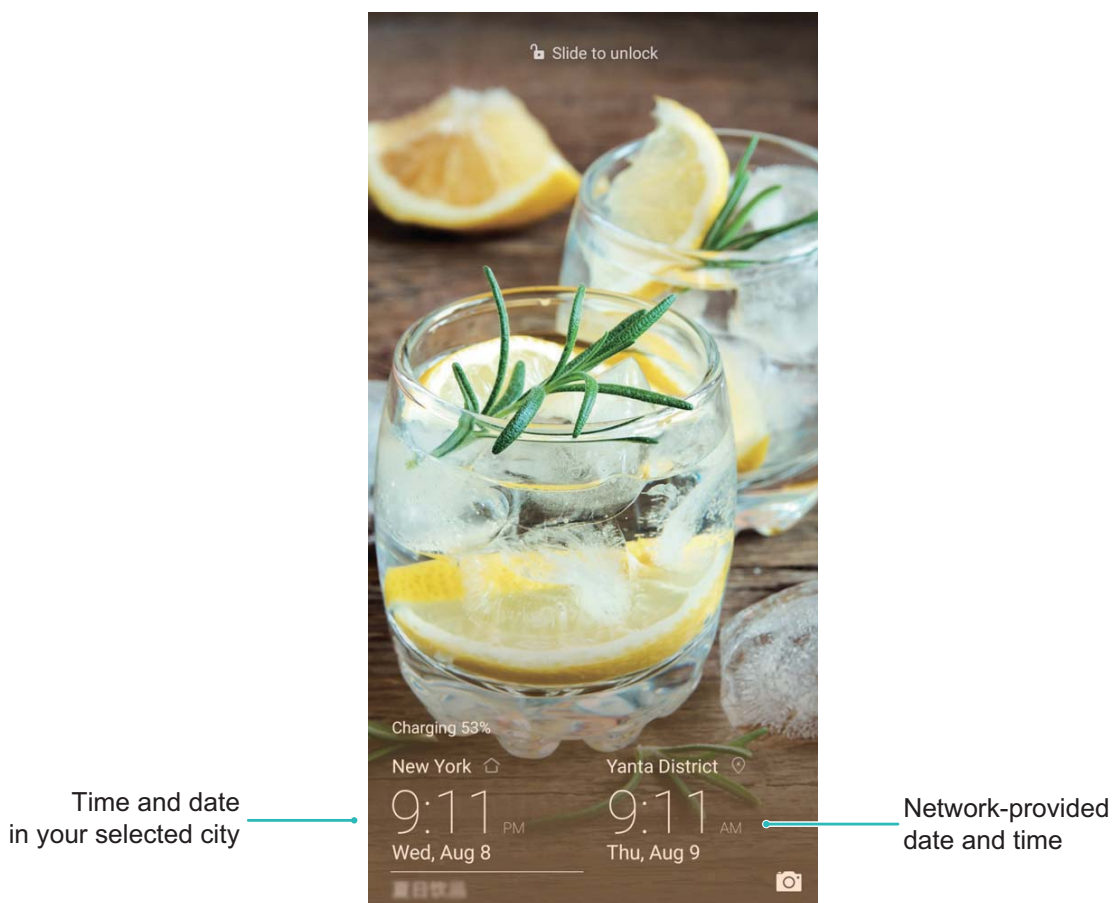 Slide to unlock
Charging 53%
New York
Yanta District
9:11 PM
9:11 AM
Wed, Aug 8
Thu, Aug 9
Time and date
in your selected city
Network-provided
date and time